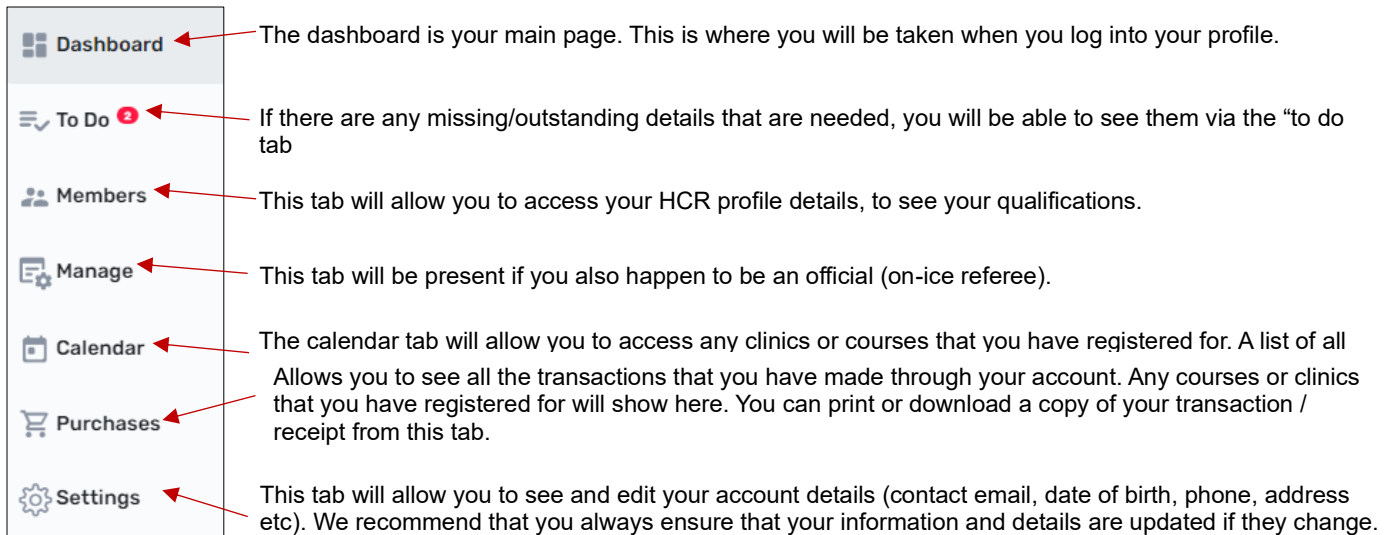 Dashboard
The dashboard is your main page. This is where you will be taken when you log into your profile.
To Do 2
If there are any missing/outstanding details that are needed, you will be able to see them via the “to do
tab
Members
This tab will allow you to access your HCR profile details, to see your qualifications.
Manage
This tab will be present if you also happen to be an official (on-ice referee).
Calendar
The calendar tab will allow you to access any clinics or courses that you have registered for. A list of all
Purchases
Allows you to see all the transactions that you have made through your account. Any courses or clinics
that you have registered for will show here. You can print or download a copy of your transaction /
receipt from this tab.
Settings
This tab will allow you to see and edit your account details (contact email, date of birth, phone, address
etc). We recommend that you always ensure that your information and details are updated if they change.